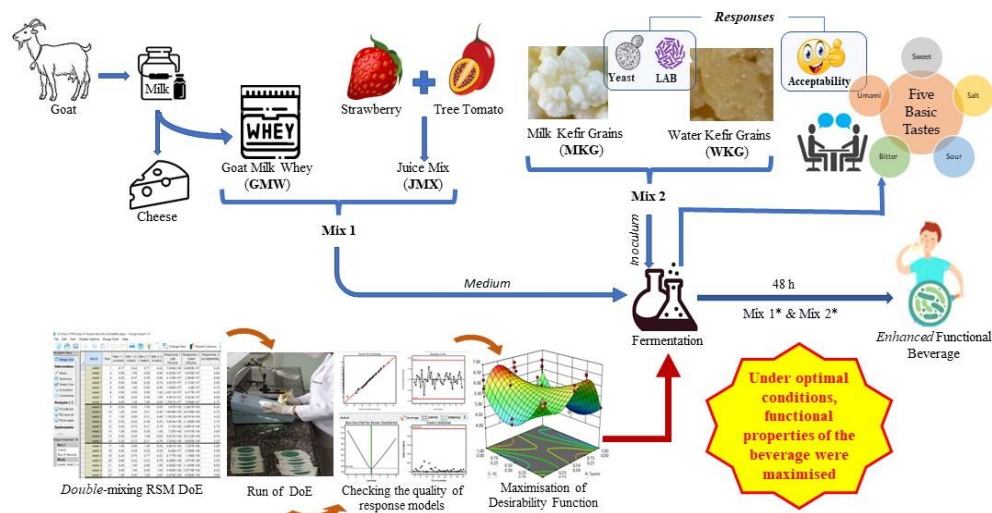 Responses
Goat
Milk
Cheese
WHEY
Goat Milk Whey
(GMW)
Strawberry
Tree Tomato
Juice Mix
(JMX)
Mix 1
Yeast
LAB
Milk Kefir Grains
(MKG)
Water Kefir Grains
(WKG)
Mix 2
Acceptability
Sweet
Umami
Salt
Five
Basic
Tastes
Bitter
Sour
Inoculum
Medium
Fermentation
48 h
Mix 1* & Mix 2*
Enhanced Functional
Beverage
Double-mixing RSM DoE
Run of DoE
Checking the quality of
response models
Maximisation of
Desirability Function
Under optimal
conditions,
functional
properties of the
beverage were
maximised